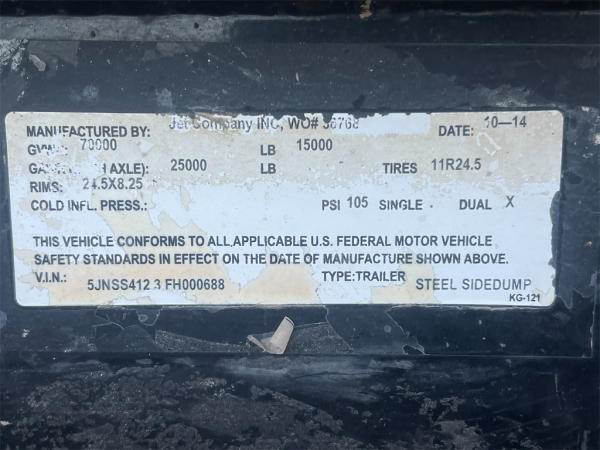 MANUFACTURED BY: Jet Company INC, WO# 36768 DATE: 10-14
70000 LB 15000
AXLE): 25000 LB TIRES 11R24.5
RIMS: 24.5X8.25
COLD INFL. PRESS.: PSI 105 SINGLE DUAL X
THIS VEHICLE CONFORMS TO ALL APPLICABLE U.S. FEDERAL MOTOR VEHICLE
SAFETY STANDARDS IN EFFECT ON THE DATE OF MANUFACTURE SHOWN ABOVE.
V.I.N.: 5JNSS412 3 FH000688 TYPE:TRAILER STEEL SIDEDUMP
KG-121